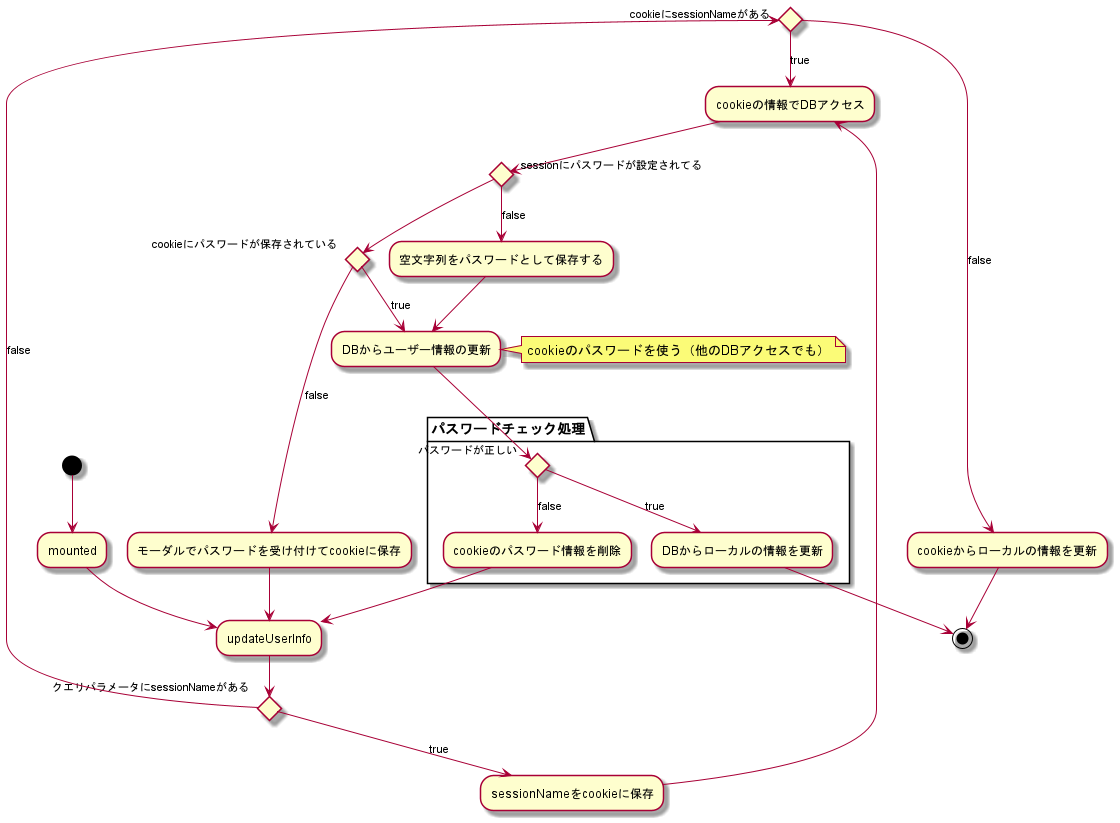 cookieにsessionNameがある
true
cookieの情報でDBアクセス
sessionにパスワードが設定されてる
false
cookieにパスワードが保存されている
空文字列をパスワードとして保存する
false
true
DBからユーザー情報の更新
cookieのパスワードを使う（他のDBアクセスでも）
false
false
パスワードチェック処理
パスワードが正しい
false
true
mounted
モーダルでパスワードを受け付けてcookieに保存
cookieのパスワード情報を削除
DBからローカルの情報を更新
cookieからローカルの情報を更新
updateUserInfo
クエリパラメータにsessionNameがある
true
sessionNameをcookieに保存